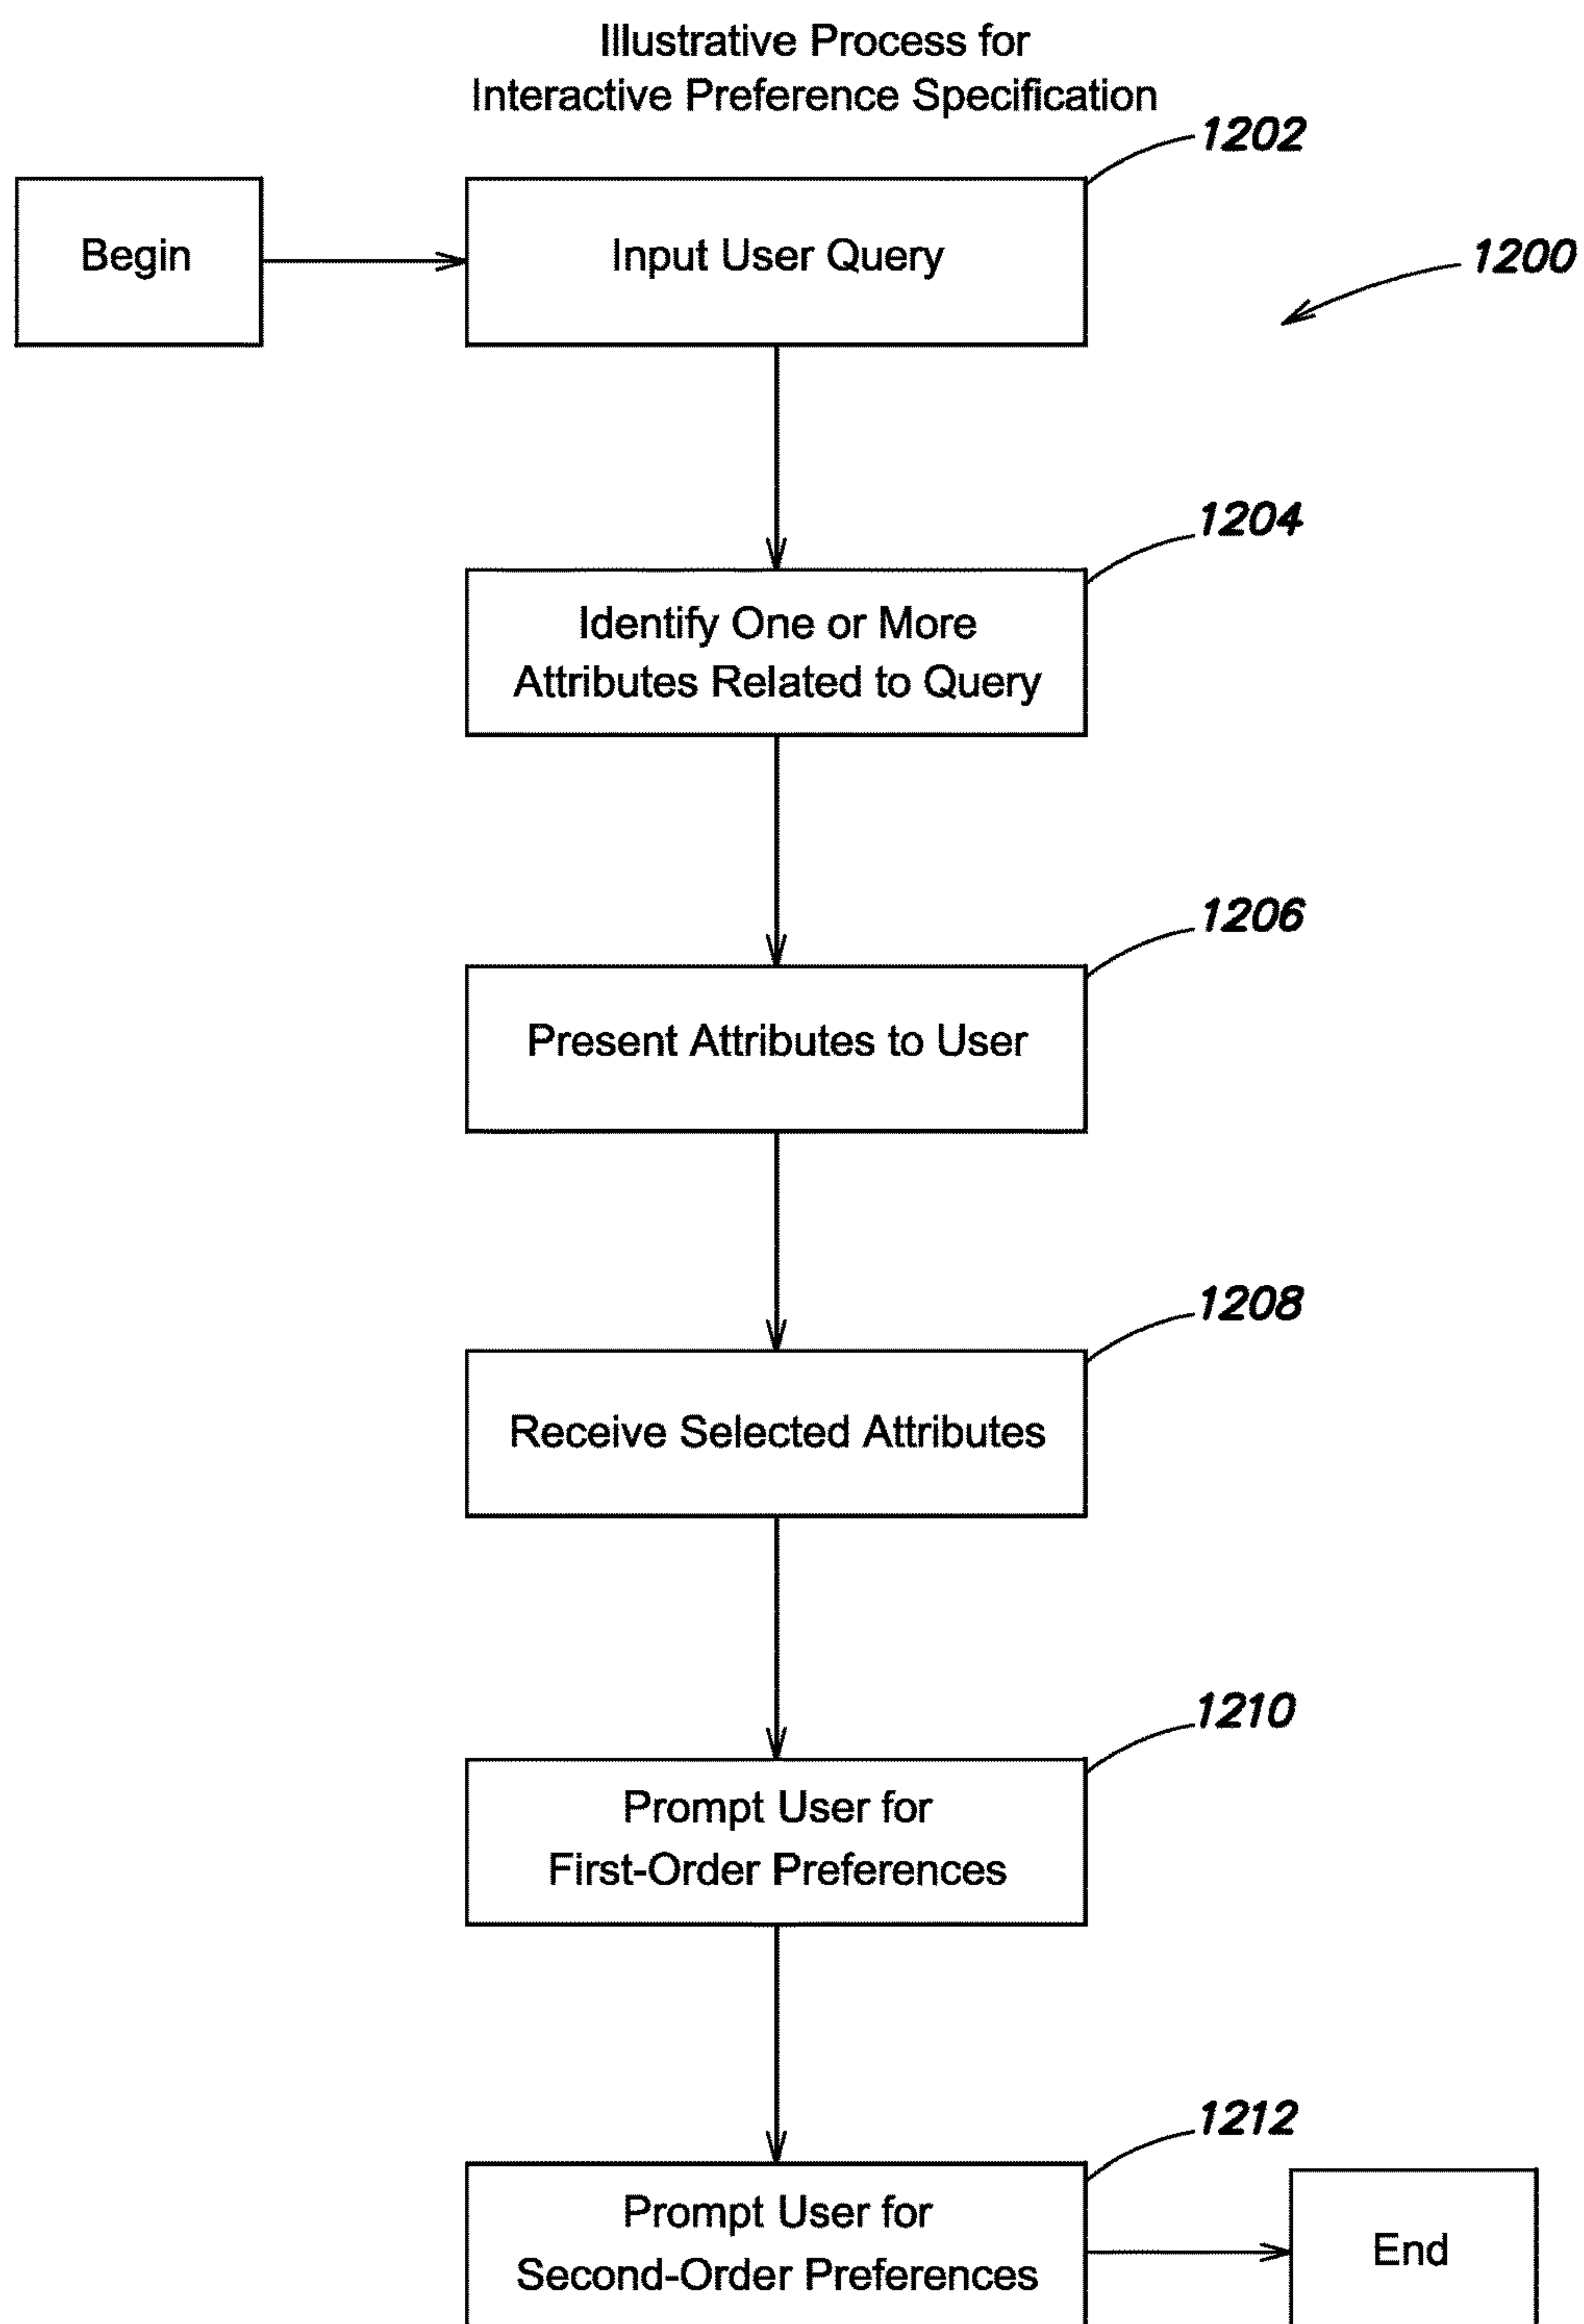 Illustrative Process for
Interactive Preference Specification
1202
Begin
Input User Query
1200
1204
Identify One or More
Attributes Related to Query
1206
Present Attributes to User
1208
Receive Selected Attributes
1210
Prompt User for
First-Order Preferences
1212
Prompt User for
Second-Order Preferences
End